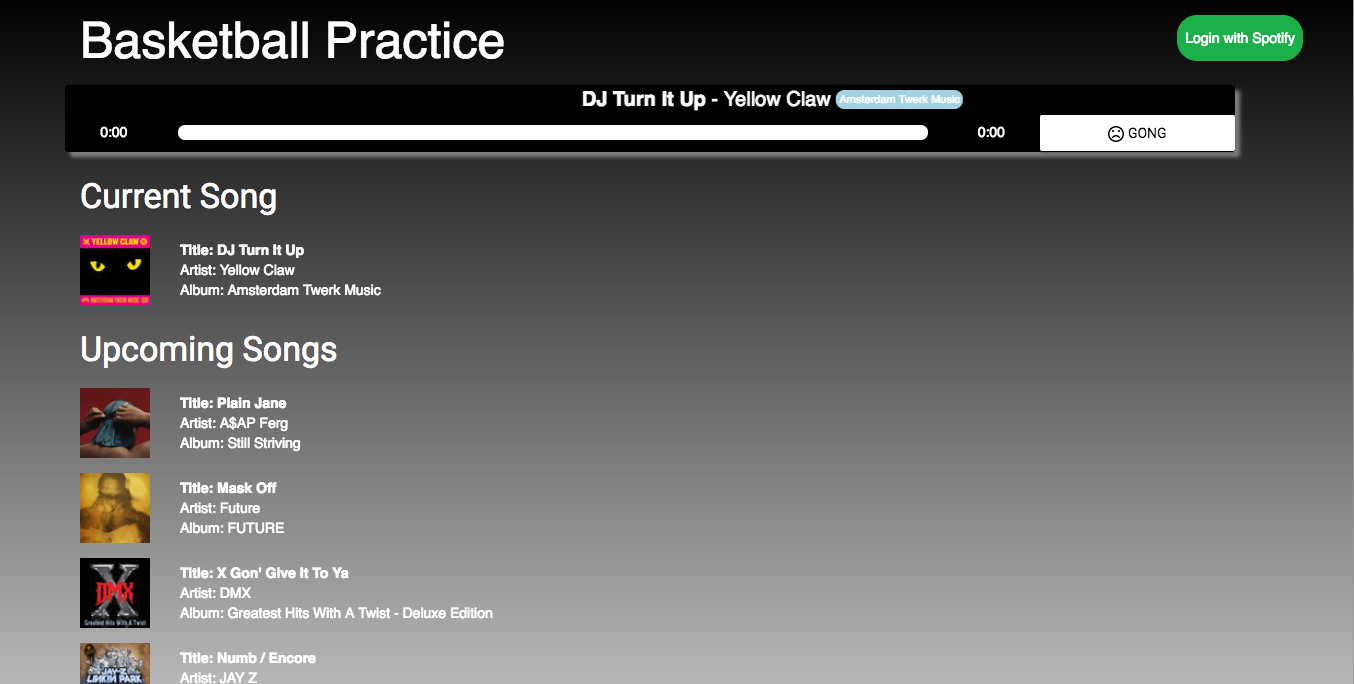 Basketball Practice
Login with Spotify
DJ Turn It Up - Yellow Claw Amsterdam Twerk Music
0:00 0:00 GONG
Current Song
YELLOW CLAW
AMSTERDAM TWERK MUSIC
Title: DJ Turn It Up
Artist: Yellow Claw
Album: Amsterdam Twerk Music
Upcoming Songs
Title: Plain Jane
Artist: A$AP Ferg
Album: Still Striving
Title: Mask Off
Artist: Future
Album: FUTURE
X
DMX
Greatest Hits With A Twist
Title: X Gon' Give It To Ya
Artist: DMX
Album: Greatest Hits With A Twist - Deluxe Edition
JAY-Z
LINKIN PARK
Title: Numb / Encore
Artist: JAY Z